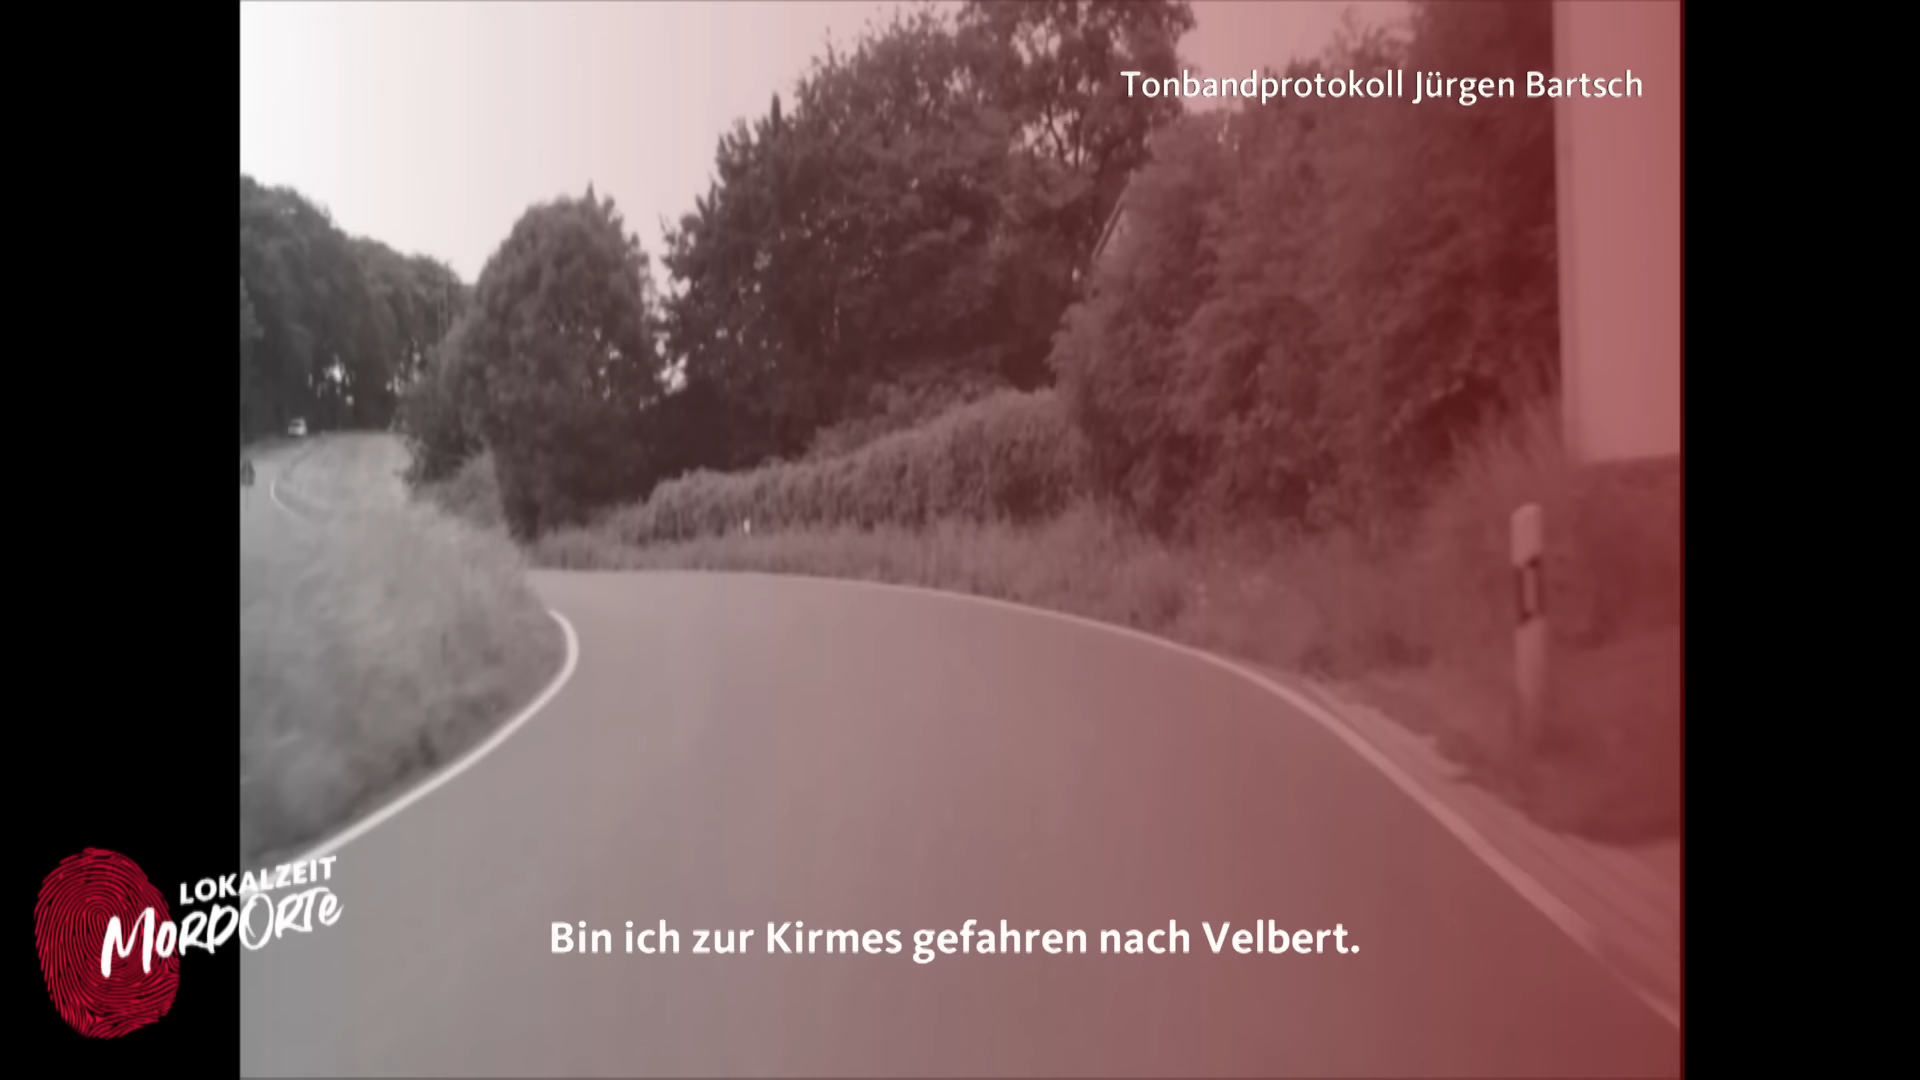 Tonbandprotokoll Jürgen Bartsch
LOKALZEIT
MORDORTE
Bin ich zur Kirmes gefahren nach Velbert.